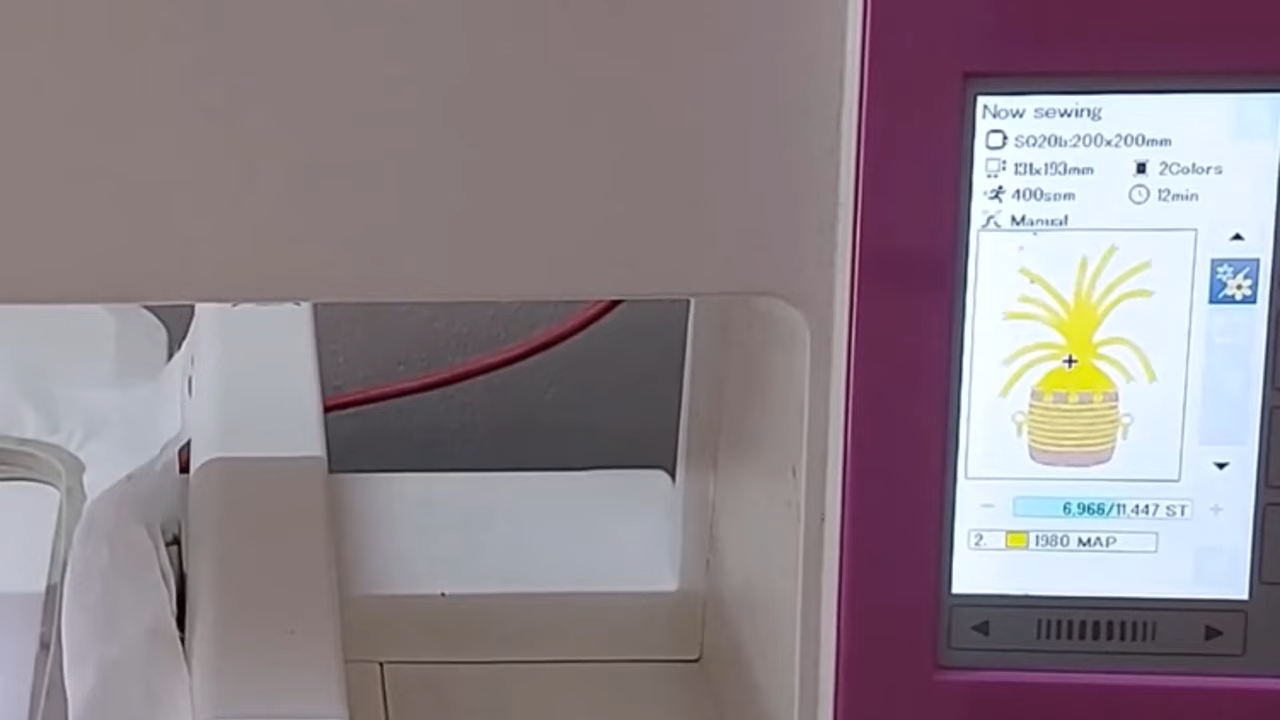 Now sewing
SQ20b:200x200mm
131x193mm 2Colors
400spm 12min
Manual
6,966/11,447 ST
2. 1980 MAP